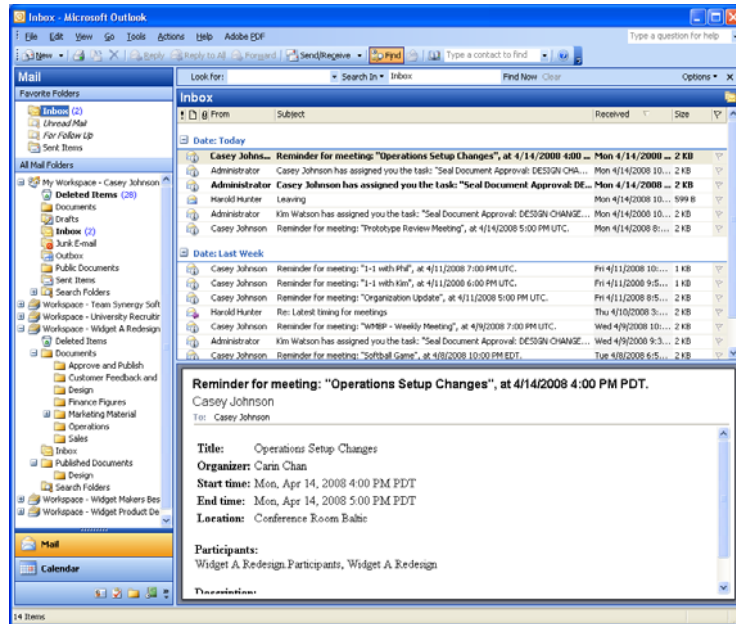 Inbox - Microsoft Outlook
File Edit View Go Tools Actions Help Adobe PDF Type a question for help
New Reply Reply to All Forward Send/Receive Find Type a contact to find
Mail
Look for: Search In Inbox Find Now Clear Options
Favorite Folders
Inbox (2)
Unread Mail
For Follow Up
Sent Items
All Mail Folders
My Workspace - Casey Johnson
Deleted Items (28)
Documents
Drafts
Inbox (2)
Junk E-mail
Outbox
Public Documents
Sent Items
Search Folders
Workspace - Team Synergy Soft
Workspace - University Recruitin
Workspace - Widget A Redesign
Deleted Items
Documents
Approve and Publish
Customer Feedback and
Design
Finance Figures
Marketing Material
Operations
Sales
Inbox
Published Documents
Design
Search Folders
Workspace - Widget Makers Bes
Workspace - Widget Product De
Mail
Calendar
14 Items
Inbox
From Subject Received Size
Date: Today
Casey Johns... Reminder for meeting: "Operations Setup Changes", at 4/14/2008 4:00 ... Mon 4/14/2008 ... 2 KB
Administrator Casey Johnson has assigned you the task: "Seal Document Approval: DESIGN CHA... Mon 4/14/2008 10... 2 KB
Administrator Casey Johnson has assigned you the task: "Seal Document Approval: DE... Mon 4/14/2008 ... 2 KB
Harold Hunter Leaving Mon 4/14/2008 10... 599 B
Administrator Kim Watson has assigned you the task: "Seal Document Approval: DESIGN CHANGE... Mon 4/14/2008 10... 2 KB
Casey Johnson Reminder for meeting: "Prototype Review Meeting", at 4/14/2008 5:00 PM UTC. Mon 4/14/2008 8:... 2 KB
Date: Last Week
Casey Johnson Reminder for meeting: "1-1 with Phil", at 4/11/2008 7:00 PM UTC. Fri 4/11/2008 10:... 1 KB
Casey Johnson Reminder for meeting: "1-1 with Kim", at 4/11/2008 6:00 PM UTC. Fri 4/11/2008 9:5... 1 KB
Casey Johnson Reminder for meeting: "Organization Update", at 4/11/2008 5:00 PM UTC. Fri 4/11/2008 8:5... 2 KB
Harold Hunter Re: Latest timing for meetings Thu 4/10/2008 3:... 2 KB
Casey Johnson Reminder for meeting: "WMBP - Weekly Meeting", at 4/9/2008 7:00 PM UTC. Wed 4/9/2008 10:... 2 KB
Administrator Kim Watson has assigned you the task: "Seal Document Approval: DESIGN CHANGE... Wed 4/9/2008 9:3... 2 KB
Casey Johnson Reminder for meeting: "Softball Game", at 4/8/2008 10:00 PM EDT. Tue 4/8/2008 6:5... 2 KB
Reminder for meeting: "Operations Setup Changes", at 4/14/2008 4:00 PM PDT.
Casey Johnson
To: Casey Johnson
Title: Operations Setup Changes
Organizer: Carin Chan
Start time: Mon, Apr 14, 2008 4:00 PM PDT
End time: Mon, Apr 14, 2008 5:00 PM PDT
Location: Conference Room Baltic
Participants:
Widget A Redesign.Participants, Widget A Redesign
Description: